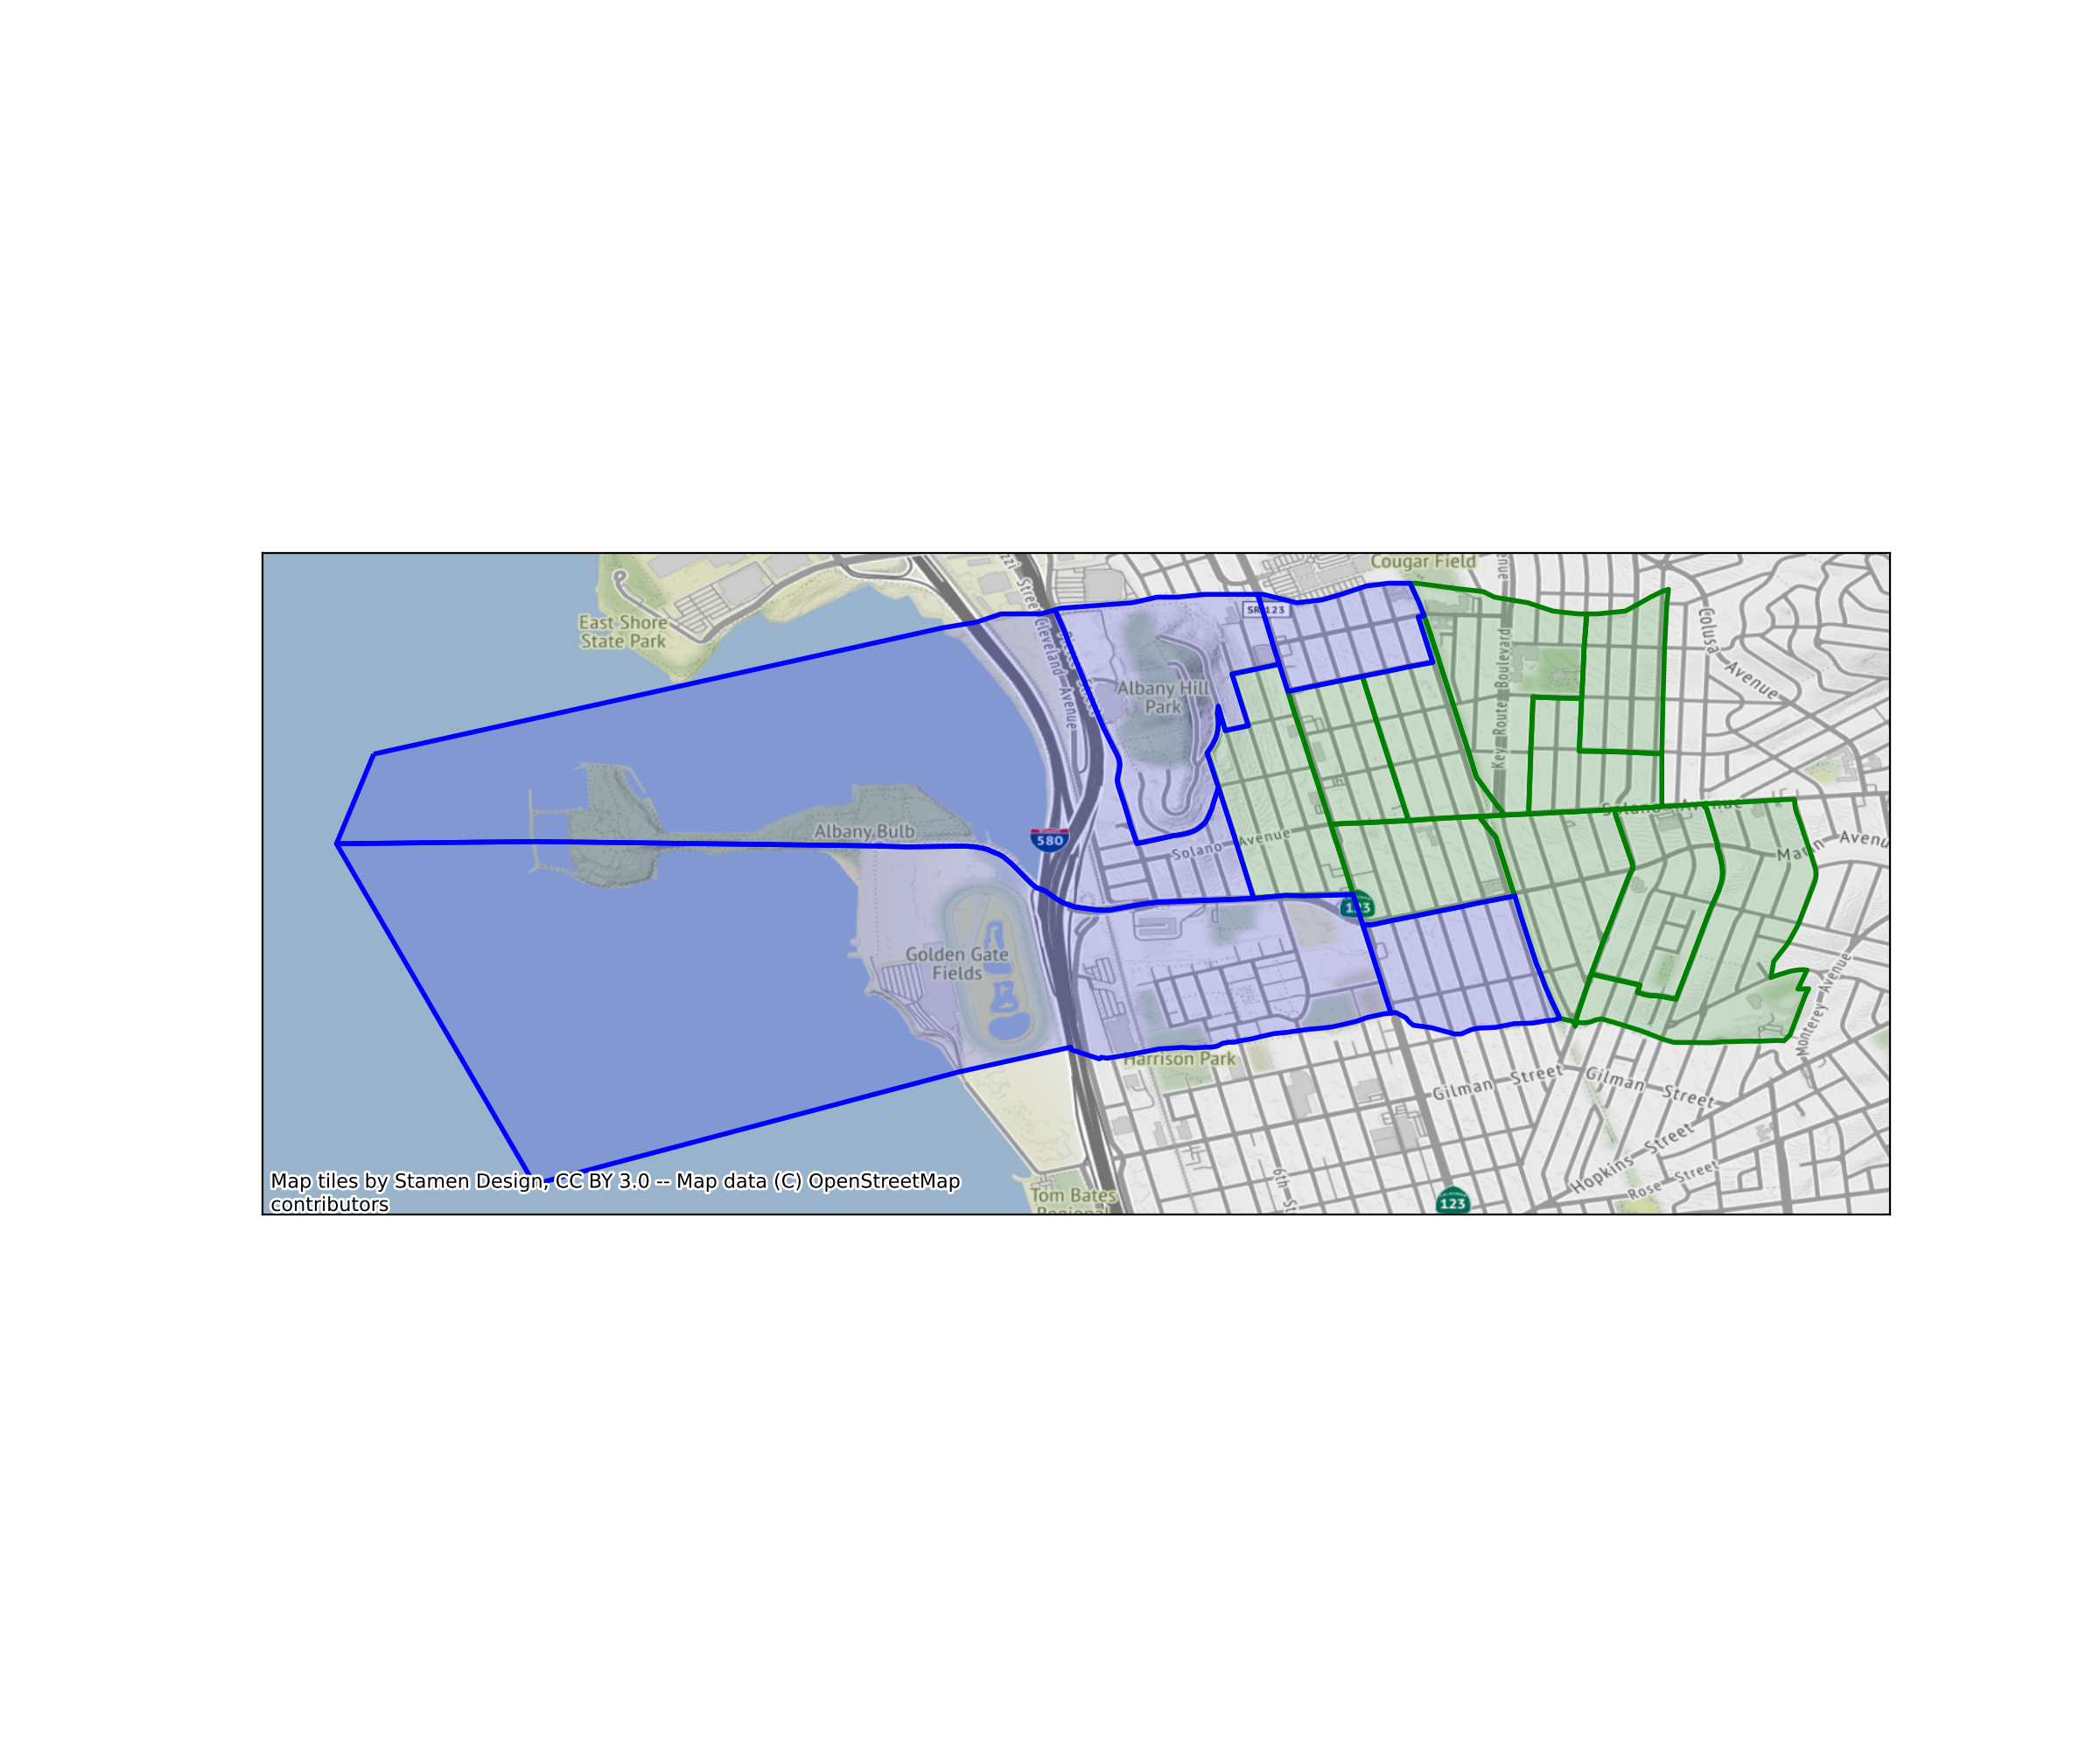 Cougar Field
East Shore
State Park
SR 123
Cleveland Avenue
Key Route Boulevard
Colusa
Avenue
Albany Hill
Park
Albany Bulb
580
Solano Avenue
Solano Avenue
Marin Avenu
123
Golden Gate
Fields
Monterey Avenue
Harrison Park
Gilman Street
Gilman Street
Hopkins Street
Rose Street
6th St
Tom Bates
Regional
123
Map tiles by Stamen Design, CC BY 3.0 -- Map data (C) OpenStreetMap
contributors